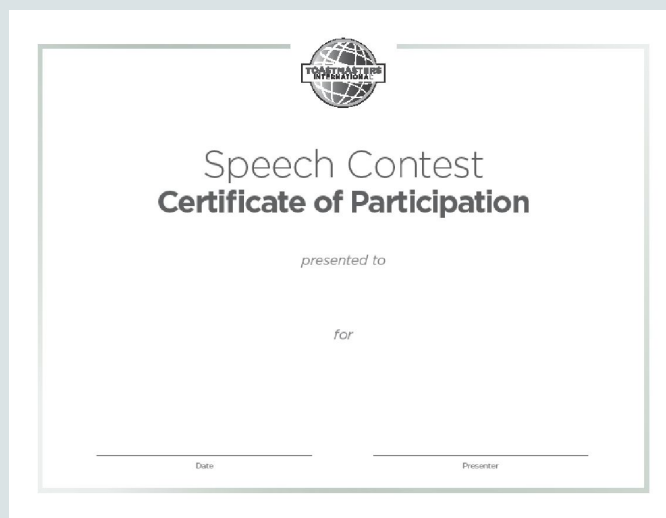 TOASTMASTERS
INTERNATIONAL
Speech Contest
Certificate of Participation
presented to
for
Date
Presenter